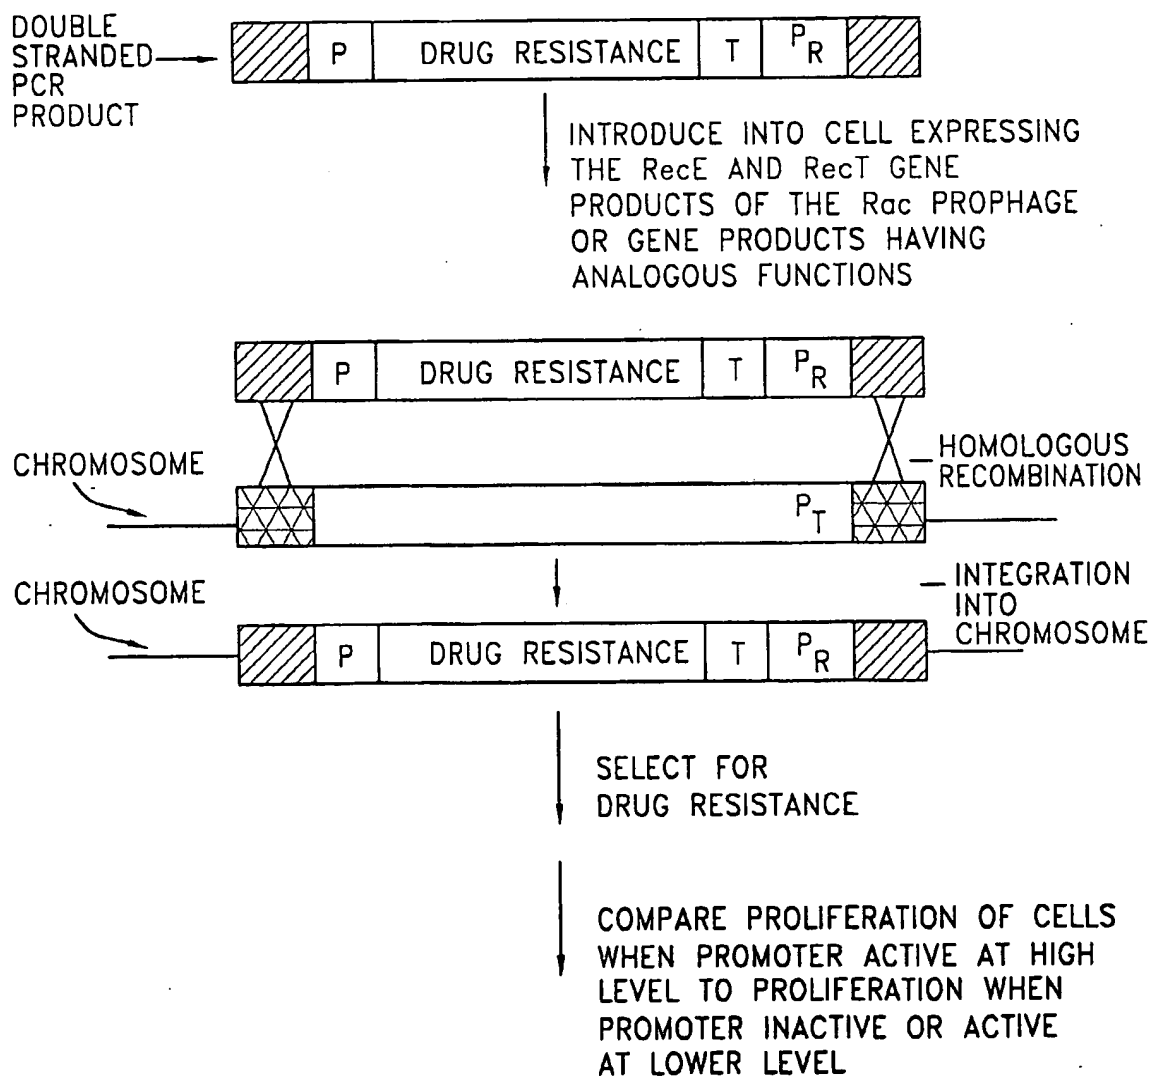 DOUBLE
STRANDED
PCR
PRODUCT
P
DRUG RESISTANCE
T
PR
INTRODUCE INTO CELL EXPRESSING
THE RecE AND RecT GENE
PRODUCTS OF THE Rac PROPHAGE
OR GENE PRODUCTS HAVING
ANALOGOUS FUNCTIONS
P
DRUG RESISTANCE
T
PR
CHROMOSOME
HOMOLOGOUS
RECOMBINATION
PT
CHROMOSOME
INTEGRATION
INTO
CHROMOSOME
P
DRUG RESISTANCE
T
PR
SELECT FOR
DRUG RESISTANCE
COMPARE PROLIFERATION OF CELLS
WHEN PROMOTER ACTIVE AT HIGH
LEVEL TO PROLIFERATION WHEN
PROMOTER INACTIVE OR ACTIVE
AT LOWER LEVEL